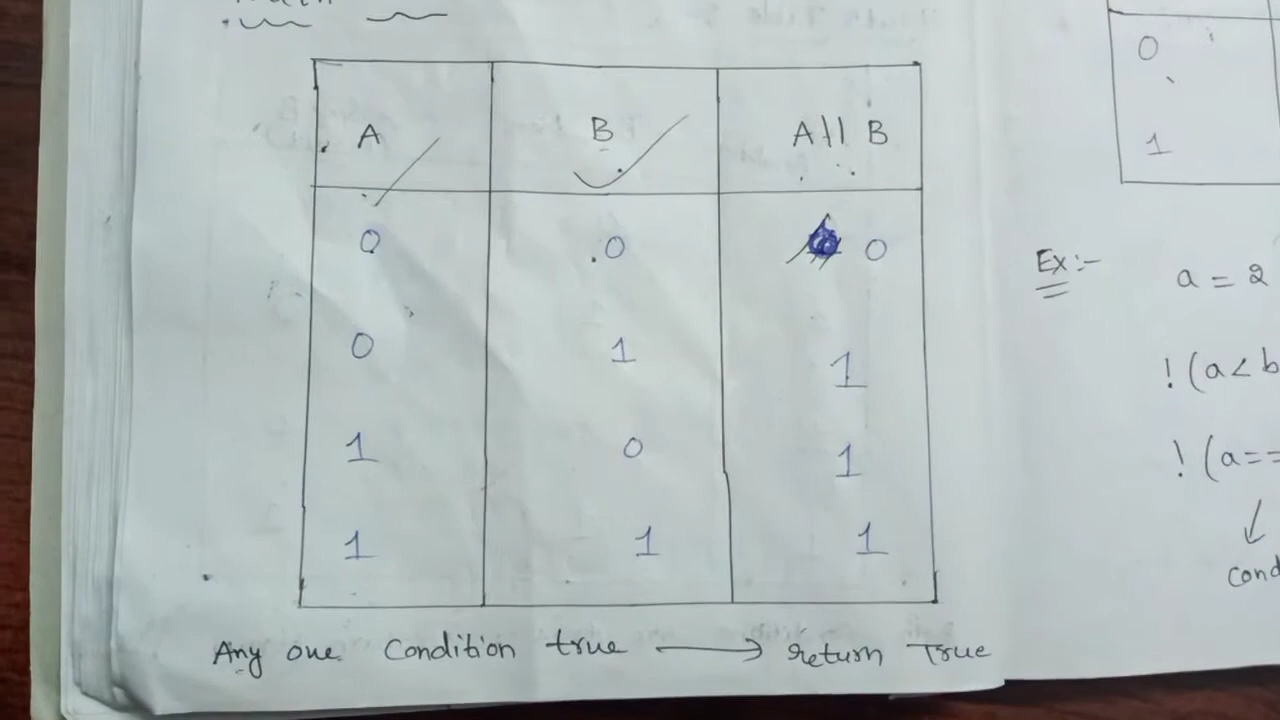 A B A || B
0 0 0
0 1 1
1 0 1
1 1 1
Any one Condition true → return True
0
1
Ex:-
a = 2
! (a < b
! (a ==
↓
Cond